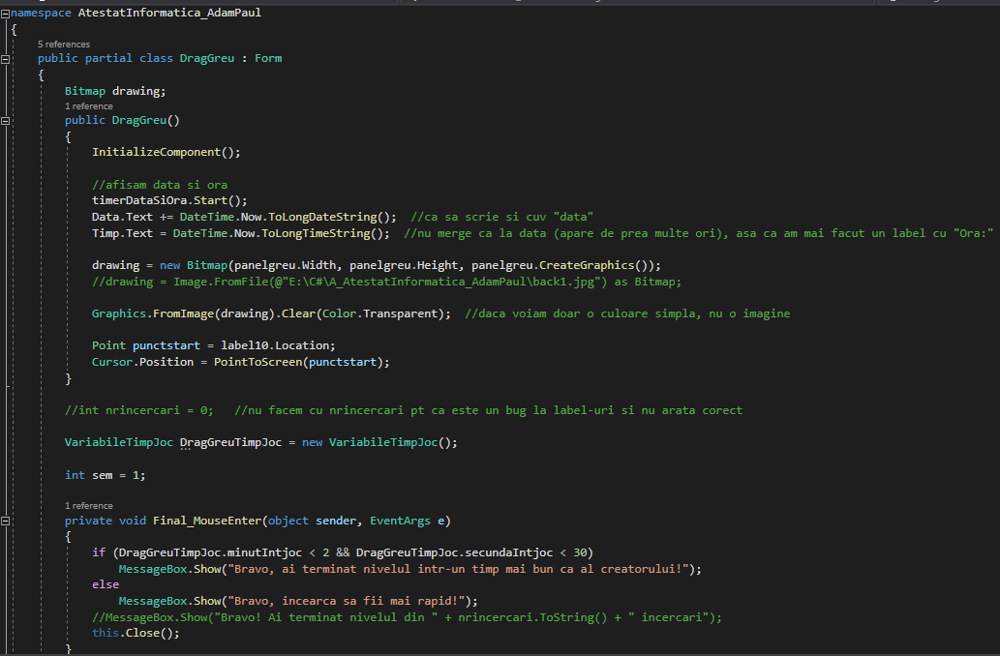 namespace AtestatInformatica_AdamPaul
{
5 references
public partial class DragGreu : Form
{
Bitmap drawing;
1 reference
public DragGreu()
{
InitializeComponent();
//afisam data si ora
timerDataSiOra.Start();
Data.Text += DateTime.Now.ToLongDateString();  //ca sa scrie si cuv "data"
Timp.Text = DateTime.Now.ToLongTimeString();  //nu merge ca la data (apare de prea multe ori), asa ca am mai facut un label cu "Ora:"
drawing = new Bitmap(panelgreu.Width, panelgreu.Height, panelgreu.CreateGraphics());
//drawing = Image.FromFile(@"E:\C#\A_AtestatInformatica_AdamPaul\back1.jpg") as Bitmap;
Graphics.FromImage(drawing).Clear(Color.Transparent);  //daca voiam doar o culoare simpla, nu o imagine
Point punctstart = label10.Location;
Cursor.Position = PointToScreen(punctstart);
}
//int nrincercari = 0;   //nu facem cu nrincercari pt ca este un bug la label-uri si nu arata corect
VariabileTimpJoc DragGreuTimpJoc = new VariabileTimpJoc();
int sem = 1;
1 reference
private void Final_MouseEnter(object sender, EventArgs e)
{
if (DragGreuTimpJoc.minutIntjoc < 2 && DragGreuTimpJoc.secundaIntjoc < 30)
MessageBox.Show("Bravo, ai terminat nivelul intr-un timp mai bun ca al creatorului!");
else
MessageBox.Show("Bravo, incearca sa fii mai rapid!");
//MessageBox.Show("Bravo! Ai terminat nivelul din " + nrincercari.ToString() + " incercari");
this.Close();
}